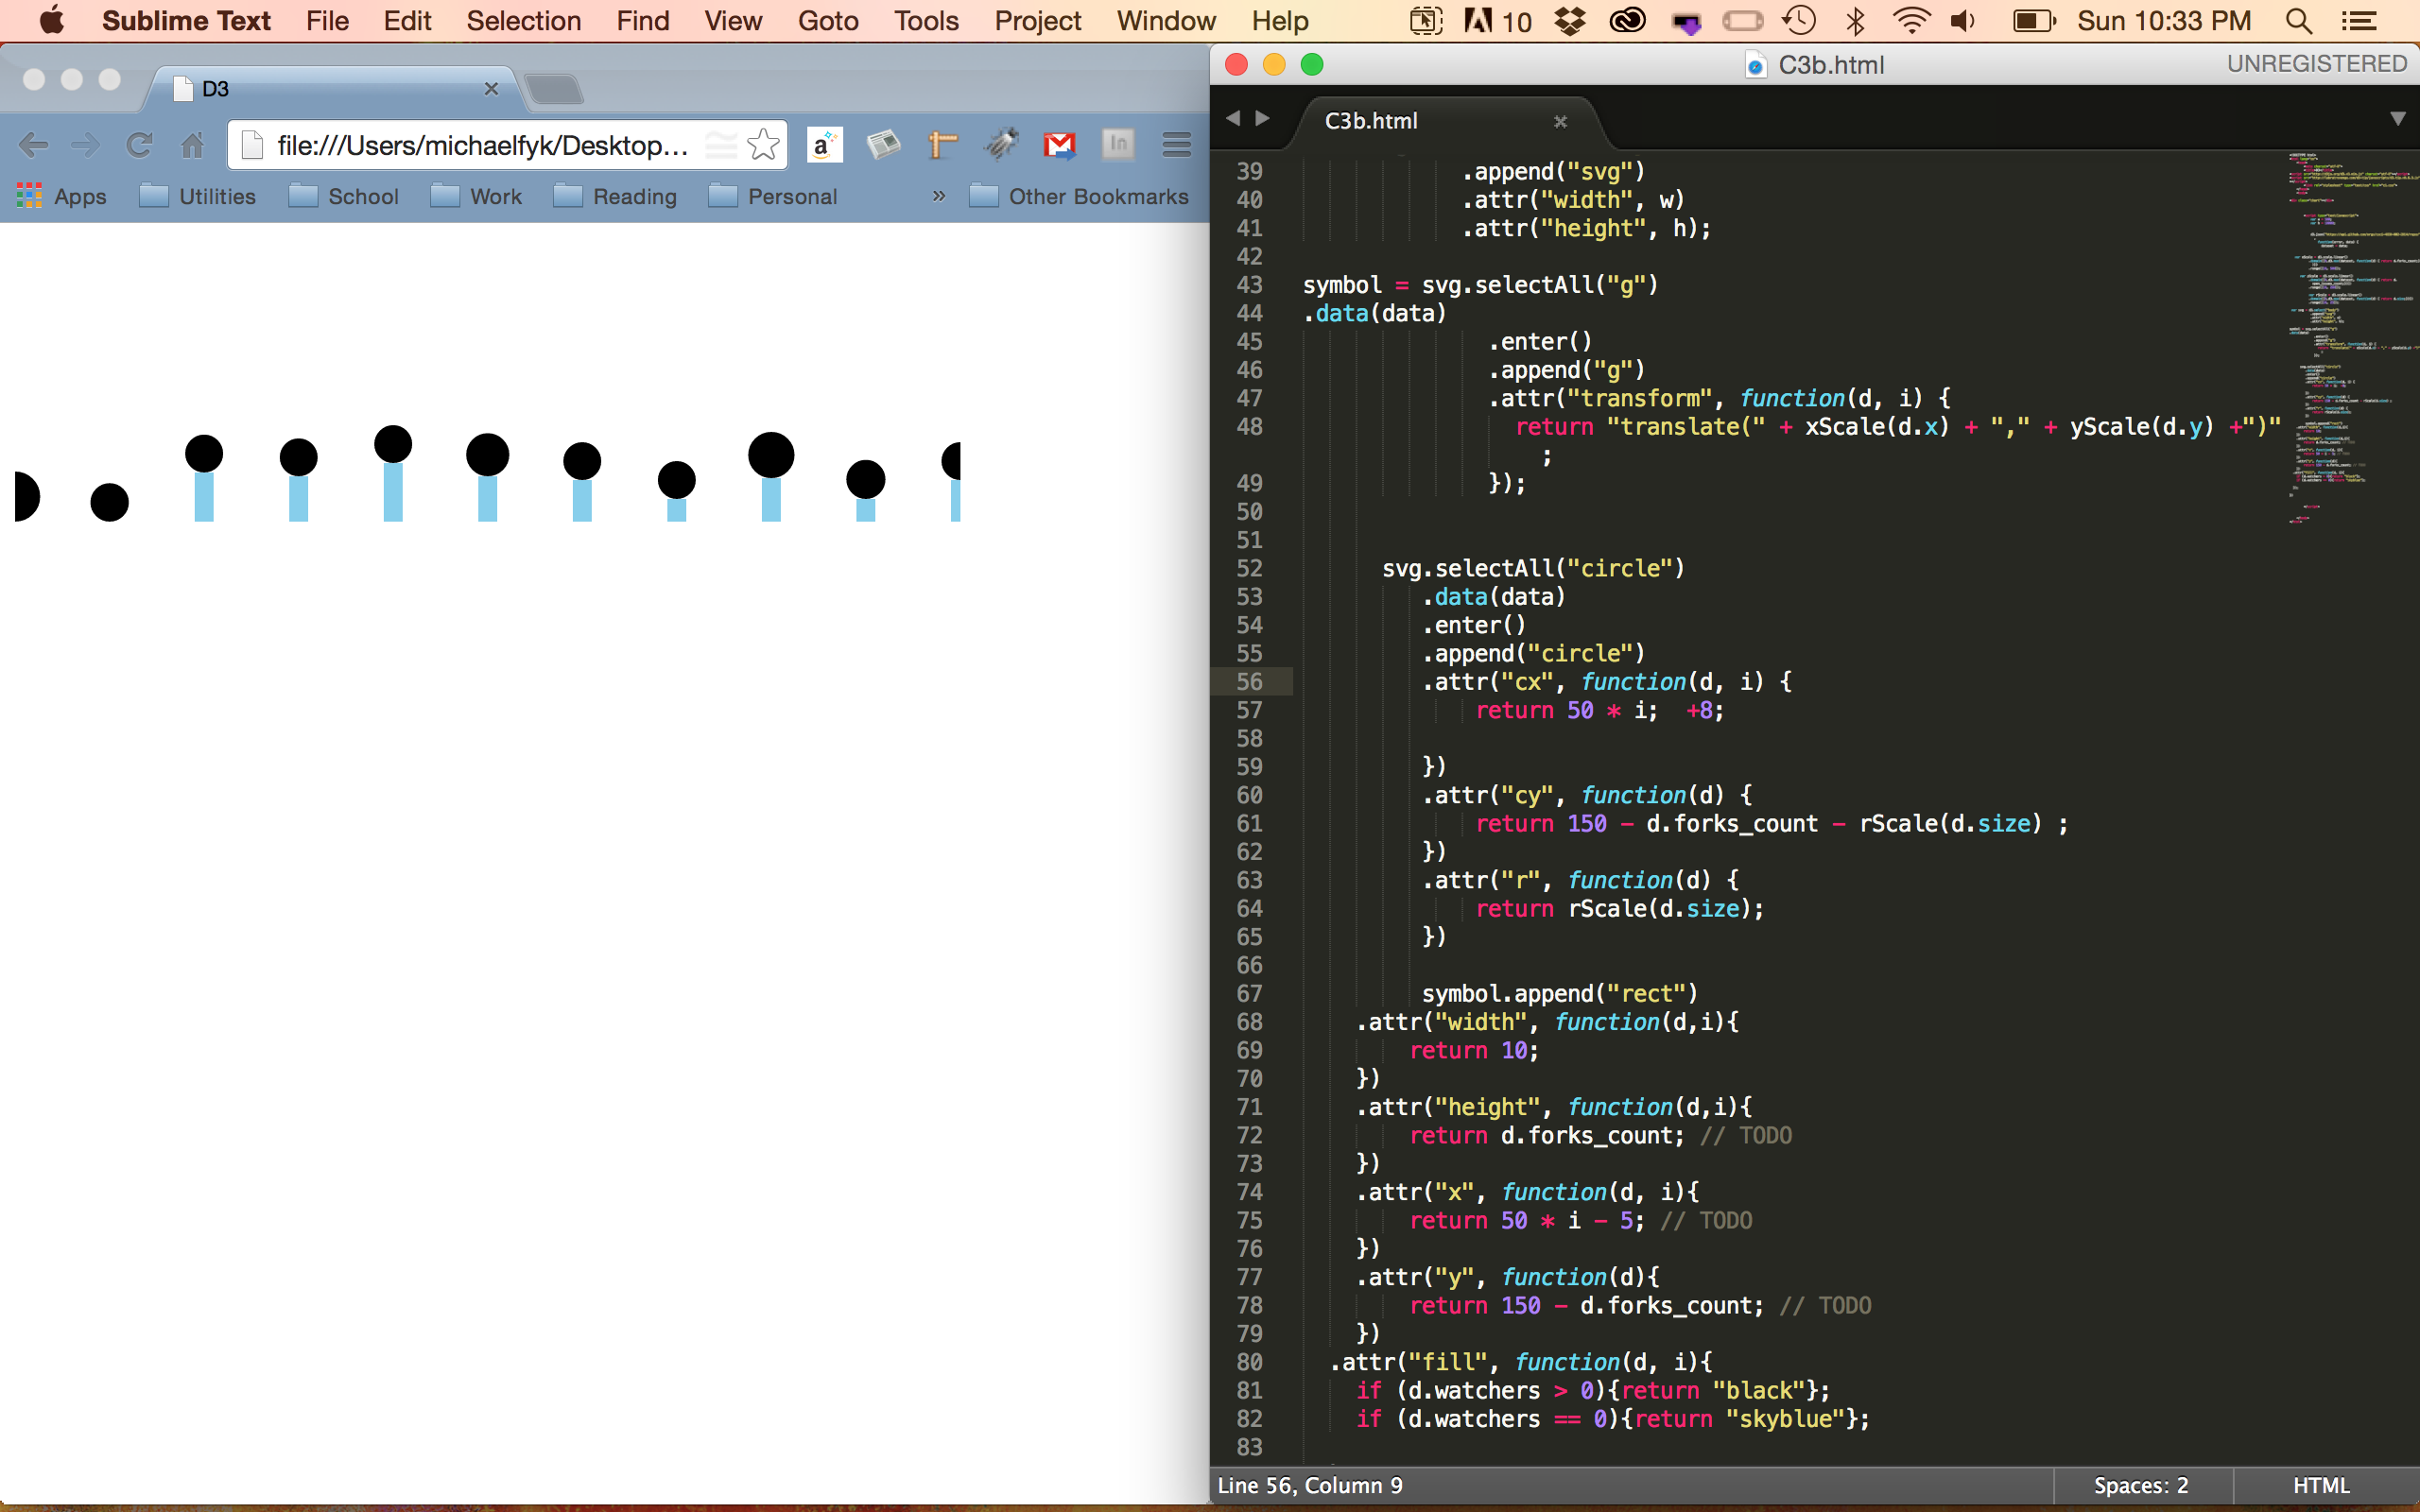 Sublime Text File Edit Selection Find View Goto Tools Project Window Help 10 Sun 10:33 PM
D3
file:///Users/michaelfyk/Desktop...
a
In
Apps Utilities School Work Reading Personal » Other Bookmarks
C3b.html UNREGISTERED
C3b.html
39 .append("svg")
40 .attr("width", w)
41 .attr("height", h);
42
43 symbol = svg.selectAll("g")
44 .data(data)
45 .enter()
46 .append("g")
47 .attr("transform", function(d, i) {
48 return "translate(" + xScale(d.x) + "," + yScale(d.y) +")"
;
49 });
50
51
52 svg.selectAll("circle")
53 .data(data)
54 .enter()
55 .append("circle")
56 .attr("cx", function(d, i) {
57 return 50 * i;  +8;
58
59 })
60 .attr("cy", function(d) {
61 return 150 - d.forks_count - rScale(d.size) ;
62 })
63 .attr("r", function(d) {
64 return rScale(d.size);
65 })
66
67 symbol.append("rect")
68 .attr("width", function(d,i){
69 return 10;
70 })
71 .attr("height", function(d,i){
72 return d.forks_count; // TODO
73 })
74 .attr("x", function(d, i){
75 return 50 * i - 5; // TODO
76 })
77 .attr("y", function(d){
78 return 150 - d.forks_count; // TODO
79 })
80 .attr("fill", function(d, i){
81 if (d.watchers > 0){return "black"};
82 if (d.watchers == 0){return "skyblue"};
83
Line 56, Column 9 Spaces: 2 HTML